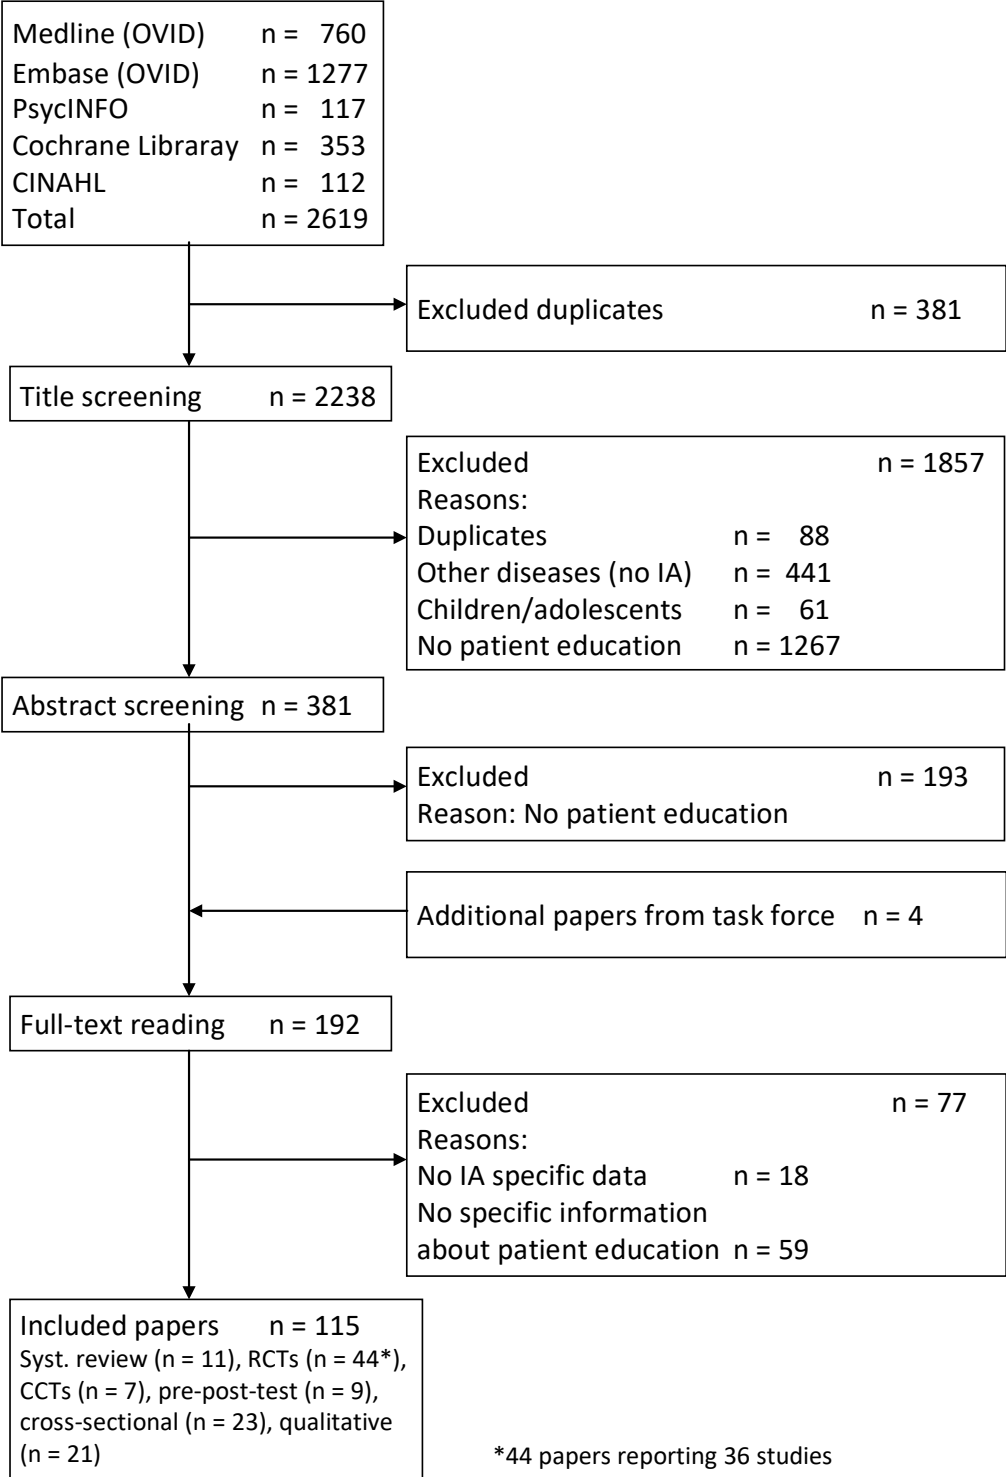 Medline (OVID) n = 760
Embase (OVID) n = 1277
PsycINFO n = 117
Cochrane Libraray n = 353
CINAHL n = 112
Total n = 2619
Excluded duplicates n = 381
Title screening n = 2238
Excluded n = 1857
Reasons:
Duplicates n = 88
Other diseases (no IA) n = 441
Children/adolescents n = 61
No patient education n = 1267
Abstract screening n = 381
Excluded n = 193
Reason: No patient education
Additional papers from task force n = 4
Full-text reading n = 192
Excluded n = 77
Reasons:
No IA specific data n = 18
No specific information
about patient education n = 59
Included papers n = 115
Syst. review (n = 11), RCTs (n = 44*),
CCTs (n = 7), pre-post-test (n = 9),
cross-sectional (n = 23), qualitative
(n = 21)
*44 papers reporting 36 studies